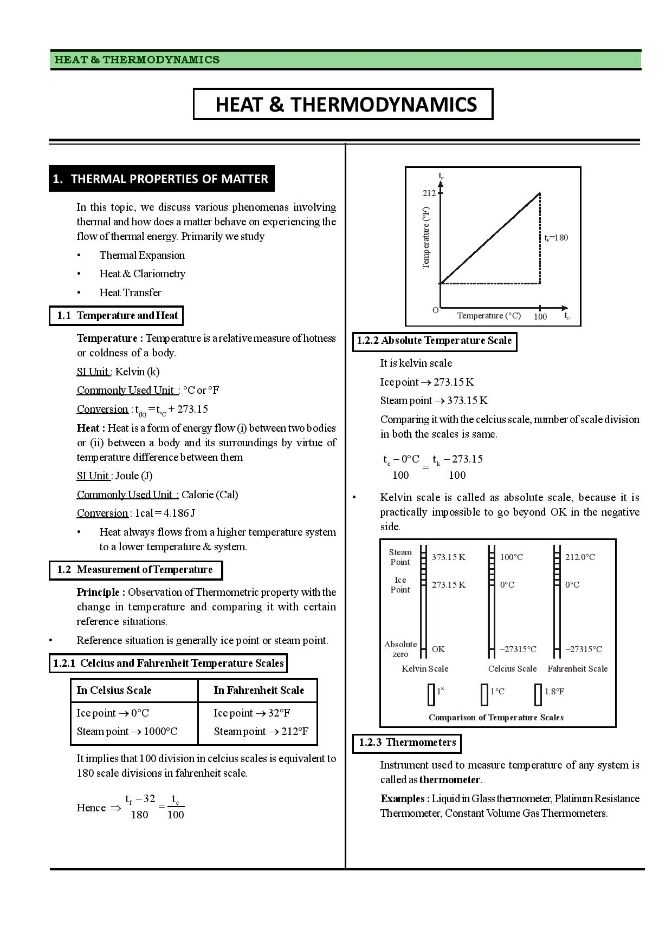 HEAT & THERMODYNAMICS
HEAT & THERMODYNAMICS
1. THERMAL PROPERTIES OF MATTER
In this topic, we discuss various phenomenas involving
thermal and how does a matter behave on experiencing the
flow of thermal energy. Primarily we study
• Thermal Expansion
• Heat & Clariometry
• Heat Transfer
1.1 Temperature and Heat
Temperature : Temperature is a relative measure of hotness
or coldness of a body.
SI Unit : Kelvin (k)
Commonly Used Unit : °C or °F
Conversion : t₀₀ = t°C + 273.15
Heat : Heat is a form of energy flow (i) between two bodies
or (ii) between a body and its surroundings by virtue of
temperature difference between them
SI Unit : Joule (J)
Commonly Used Unit : Calorie (Cal)
Conversion : 1cal = 4.186 J
• Heat always flows from a higher temperature system
to a lower temperature & system.
1.2 Measurement of Temperature
Principle : Observation of Thermometric property with the
change in temperature and comparing it with certain
reference situations.
• Reference situation is generally ice point or steam point.
1.2.1 Celcius and Fahrenheit Temperature Scales
In Celsius Scale In Fahrenheit Scale
Ice point → 0°C Ice point → 32°F
Steam point → 1000°C Steam point → 212°F
It implies that 100 division in celcius scales is equivalent to
180 scale divisions in fahrenheit scale.
Hence ⇒ (t_f − 32)/180 = t_c/100
212
Temperature (°F)
O
Temperature (°C) 100
=180
1.2.2 Absolute Temperature Scale
It is kelvin scale
Ice point → 273.15 K
Steam point → 373.15 K
Comparing it with the celcius scale, number of scale division
in both the scales is same.
(t_c − 0°C)/100 = (t_k − 273.15)/100
• Kelvin scale is called as absolute scale, because it is
practically impossible to go beyond OK in the negative
side.
Steam
Point
373.15 K 100°C 212.0°C
Ice
Point
273.15 K 0°C 0°C
Absolute
zero
OK −27315°C −27315°C
Kelvin Scale Celcius Scale Fahrenheit Scale
1K 1°C 1.8°F
Comparison of Temperature Scales
1.2.3 Thermometers
Instrument used to measure temperature of any system is
called as thermometer.
Examples : Liquid in Glass thermometer, Platinum Resistance
Thermometer, Constant Volume Gas Thermometers.